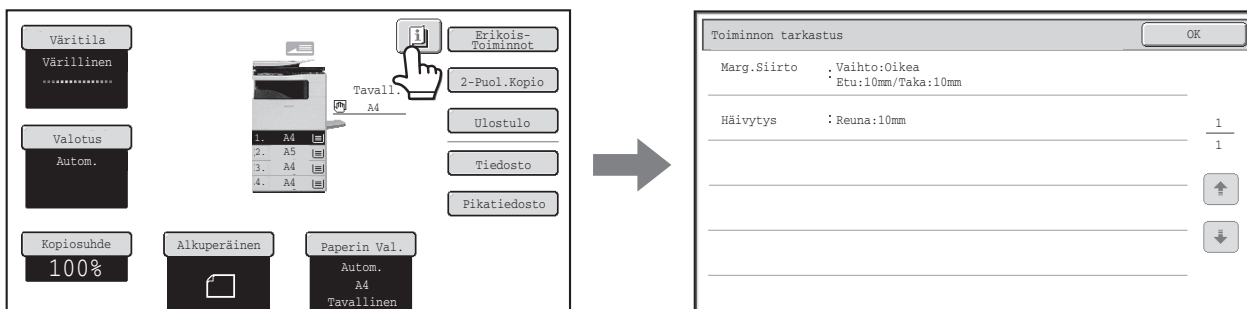 Väritila
Värillinen
Valotus
Autom.
Kopiosuhde
100%
Alkuperäinen
Paperin Val.
Autom.
A4
Tavallinen
Tavall.
A4
1. A4
2. A5
3. A4
4. A4
Erikois-
Toiminnot
2-Puol.Kopio
Ulostulo
Tiedosto
Pikatiedosto
Toiminnon tarkastus
OK
Marg.Siirto : Vaihto:Oikea
Etu:10mm/Taka:10mm
Häivytys : Reuna:10mm
1
1